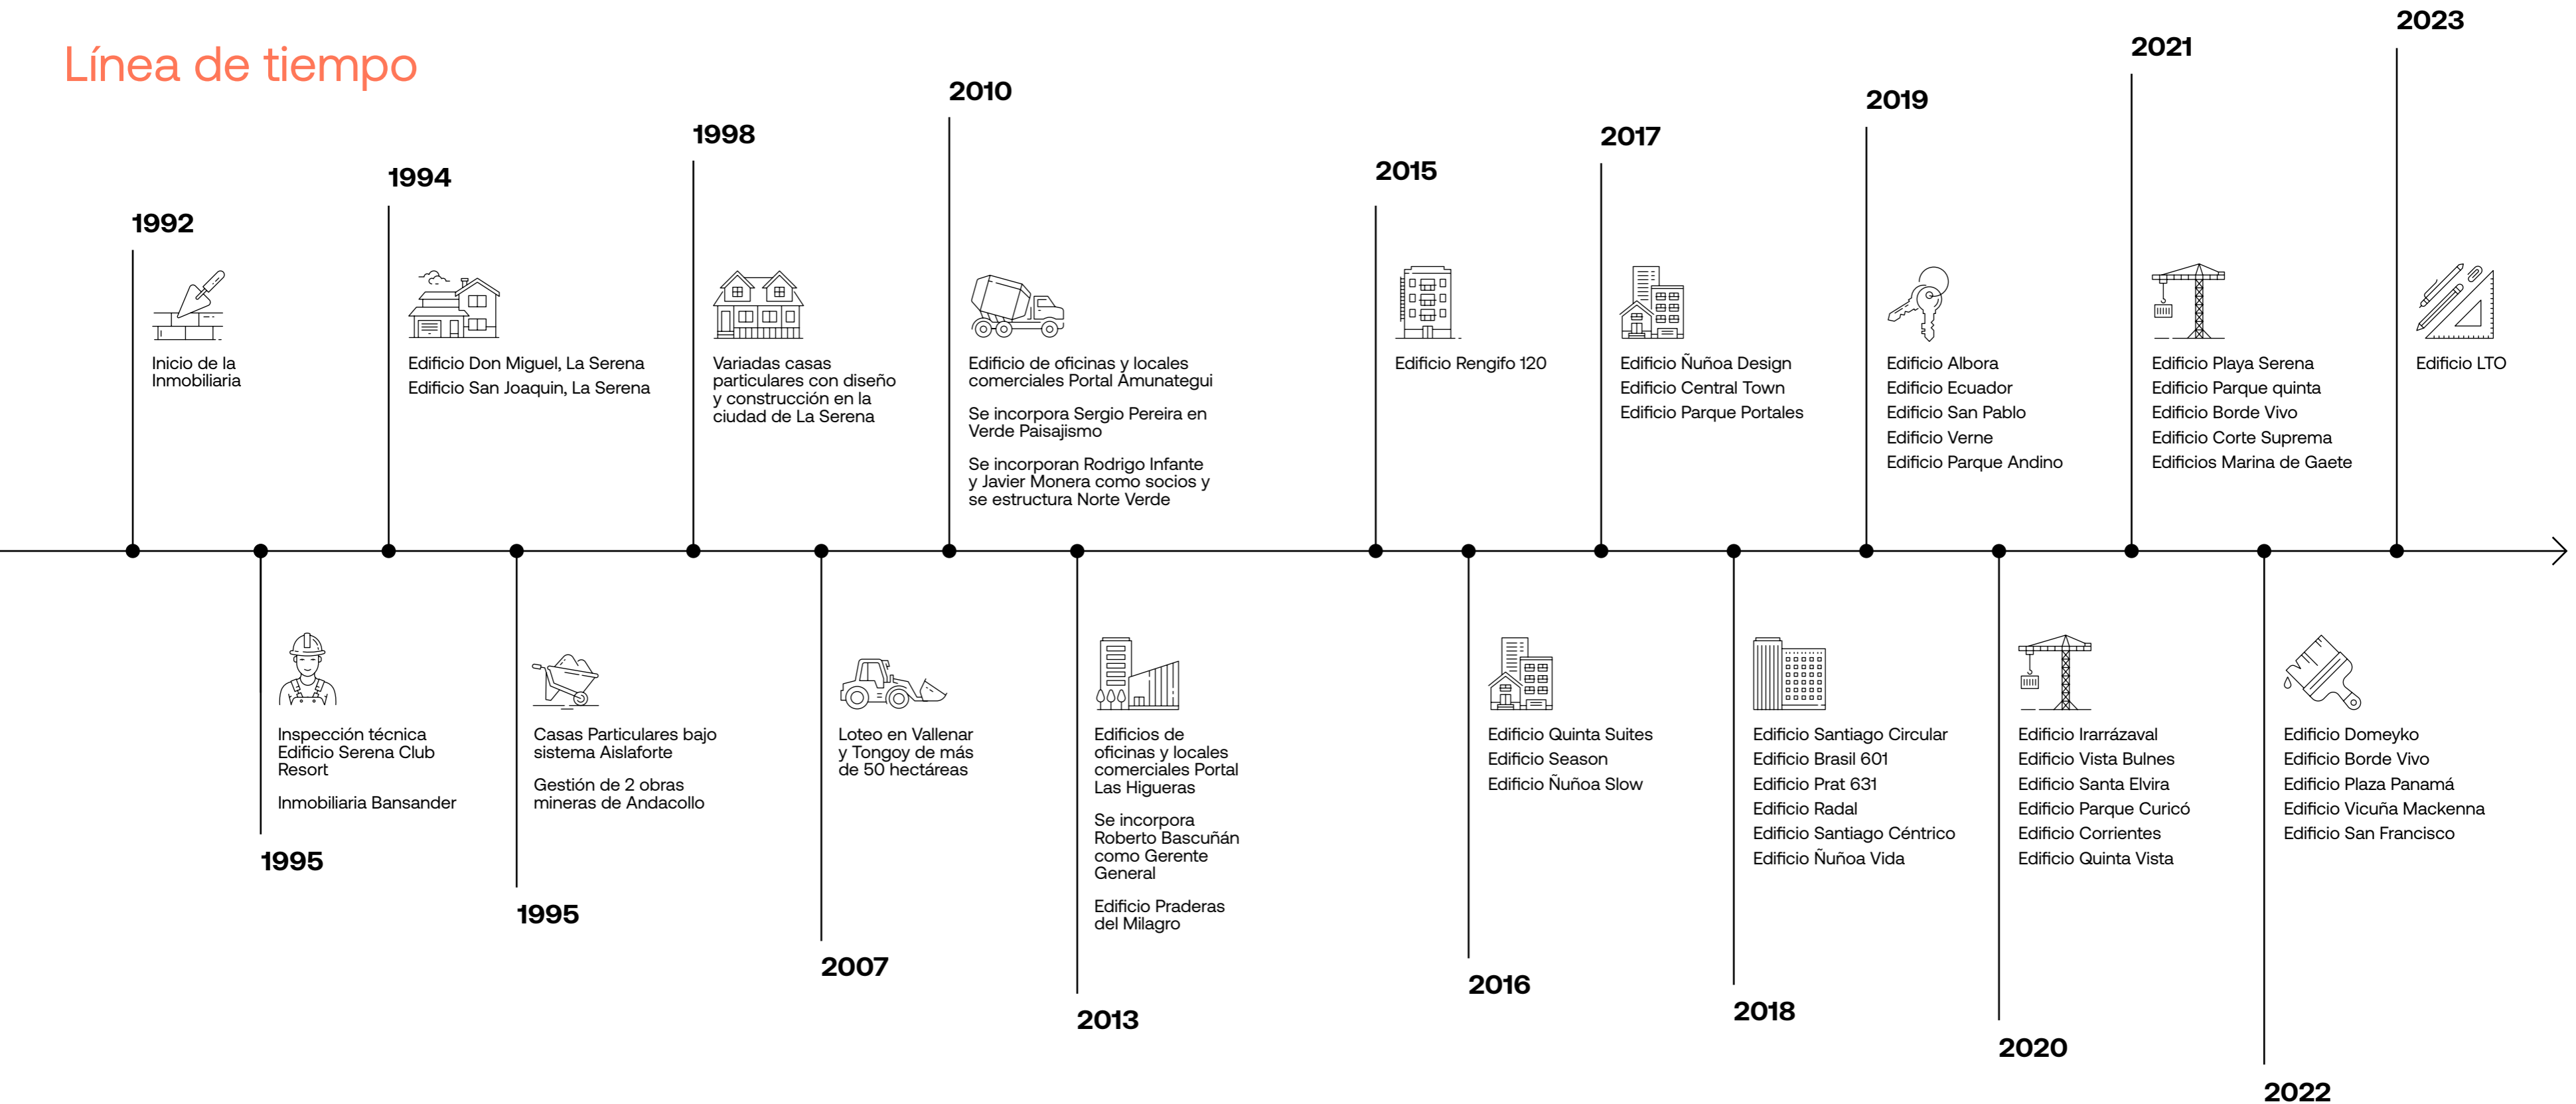 Línea de tiempo
1992
Inicio de la
Inmobiliaria
1995
Inspección técnica
Edificio Serena Club
Resort
Inmobiliaria Bansander
1994
Edificio Don Miguel, La Serena
Edificio San Joaquin, La Serena
1995
Casas Particulares bajo
sistema Aislaforte
Gestión de 2 obras
mineras de Andacollo
1998
Variadas casas
particulares con diseño
y construcción en la
ciudad de La Serena
2007
Loteo en Vallenar
y Tongoy de más
de 50 hectáreas
2010
Edificio de oficinas y locales
comerciales Portal Amunategui
Se incorpora Sergio Pereira en
Verde Paisajismo
Se incorporan Rodrigo Infante
y Javier Monera como socios y
se estructura Norte Verde
2013
Edificios de
oficinas y locales
comerciales Portal
Las Higueras
Se incorpora
Roberto Bascuñán
como Gerente
General
Edificio Praderas
del Milagro
2015
Edificio Rengifo 120
2016
Edificio Quinta Suites
Edificio Season
Edificio Ñuñoa Slow
2017
Edificio Ñuñoa Design
Edificio Central Town
Edificio Parque Portales
2018
Edificio Santiago Circular
Edificio Brasil 601
Edificio Prat 631
Edificio Radal
Edificio Santiago Céntrico
Edificio Ñuñoa Vida
2019
Edificio Albora
Edificio Ecuador
Edificio San Pablo
Edificio Verne
Edificio Parque Andino
2020
Edificio Irarrázaval
Edificio Vista Bulnes
Edificio Santa Elvira
Edificio Parque Curicó
Edificio Corrientes
Edificio Quinta Vista
2021
Edificio Playa Serena
Edificio Parque quinta
Edificio Borde Vivo
Edificio Corte Suprema
Edificios Marina de Gaete
2022
Edificio Domeyko
Edificio Borde Vivo
Edificio Plaza Panamá
Edificio Vicuña Mackenna
Edificio San Francisco
2023
Edificio LTO